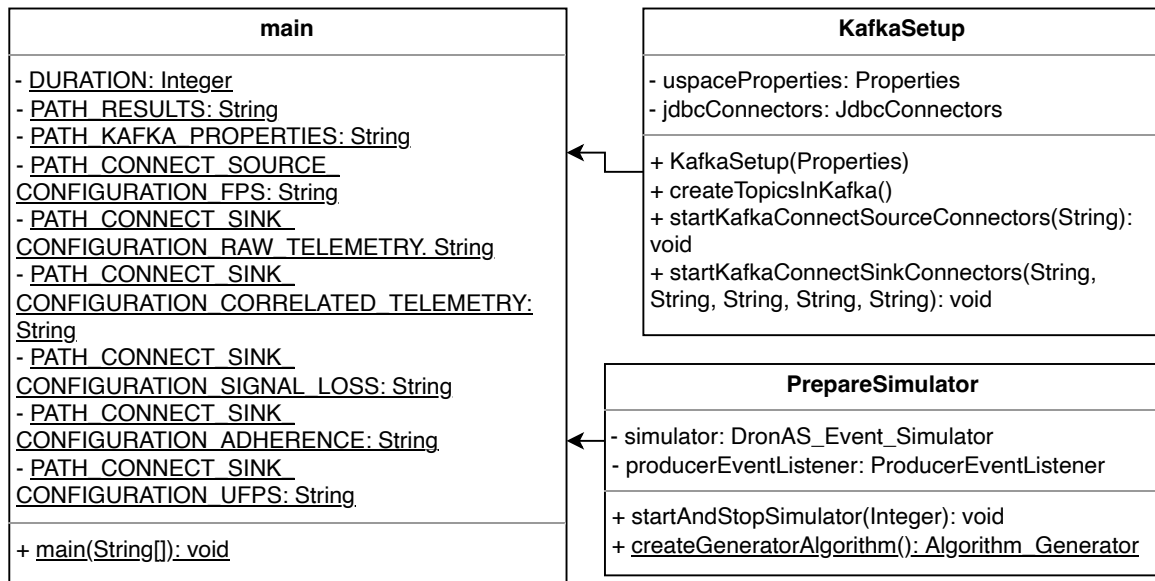 main
- DURATION: Integer
- PATH_RESULTS: String
- PATH_KAFKA_PROPERTIES: String
- PATH_CONNECT_SOURCE_
CONFIGURATION_FPS: String
- PATH_CONNECT_SINK_
CONFIGURATION_RAW_TELEMETRY. String
- PATH_CONNECT_SINK_
CONFIGURATION_CORRELATED_TELEMETRY:
String
- PATH_CONNECT_SINK_
CONFIGURATION_SIGNAL_LOSS: String
- PATH_CONNECT_SINK_
CONFIGURATION_ADHERENCE: String
- PATH_CONNECT_SINK_
CONFIGURATION_UFPS: String
+ main(String[]): void
KafkaSetup
- uspaceProperties: Properties
- jdbcConnectors: JdbcConnectors
+ KafkaSetup(Properties)
+ createTopicsInKafka()
+ startKafkaConnectSourceConnectors(String):
void
+ startKafkaConnectSinkConnectors(String,
String, String, String, String): void
PrepareSimulator
- simulator: DronAS_Event_Simulator
- producerEventListener: ProducerEventListener
+ startAndStopSimulator(Integer): void
+ createGeneratorAlgorithm(): Algorithm_Generator